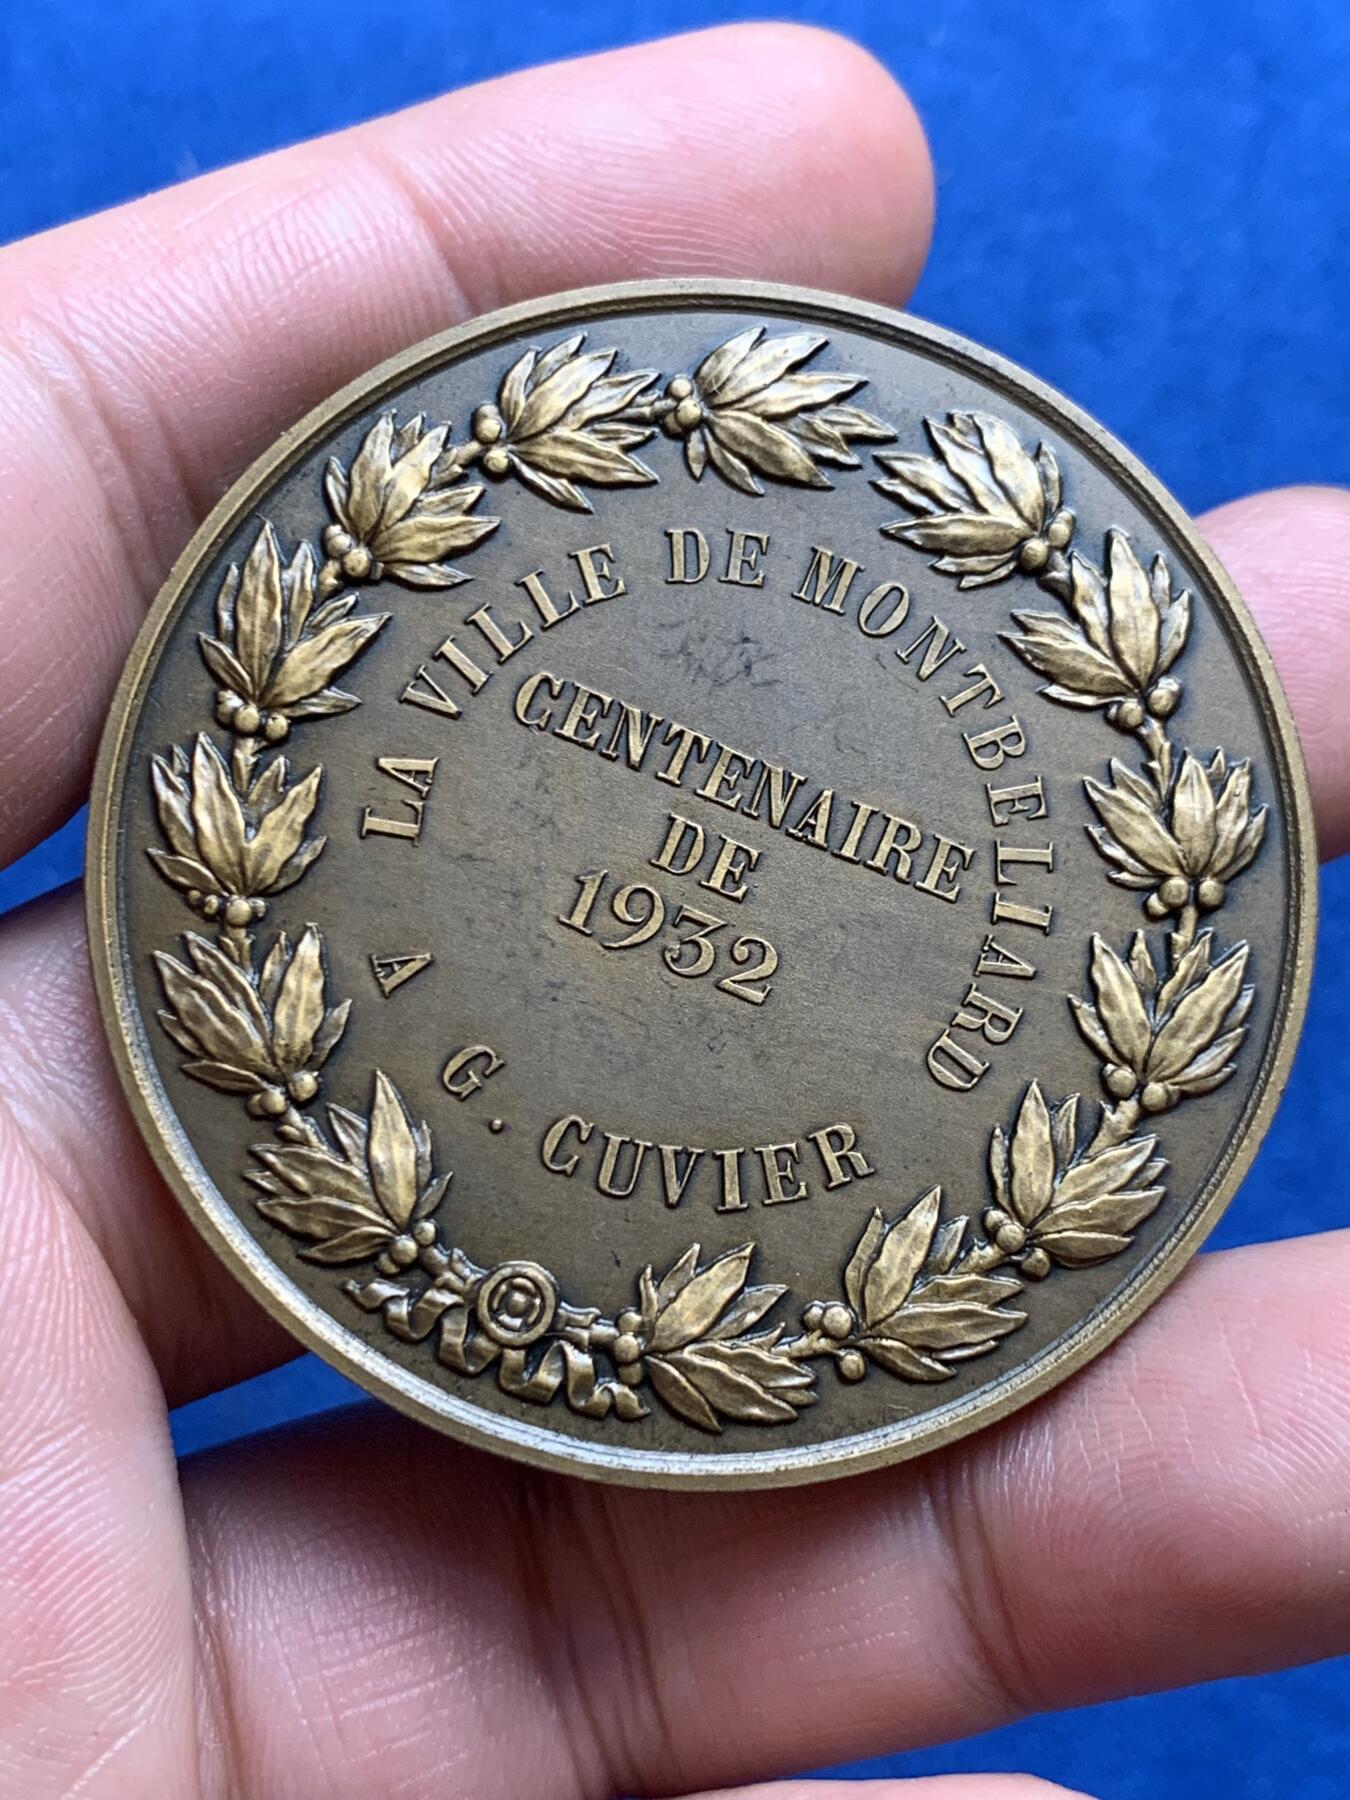 LA VILLE DE MONTBELIARD
CENTENAIRE
DE
1932
A G. CUVIER